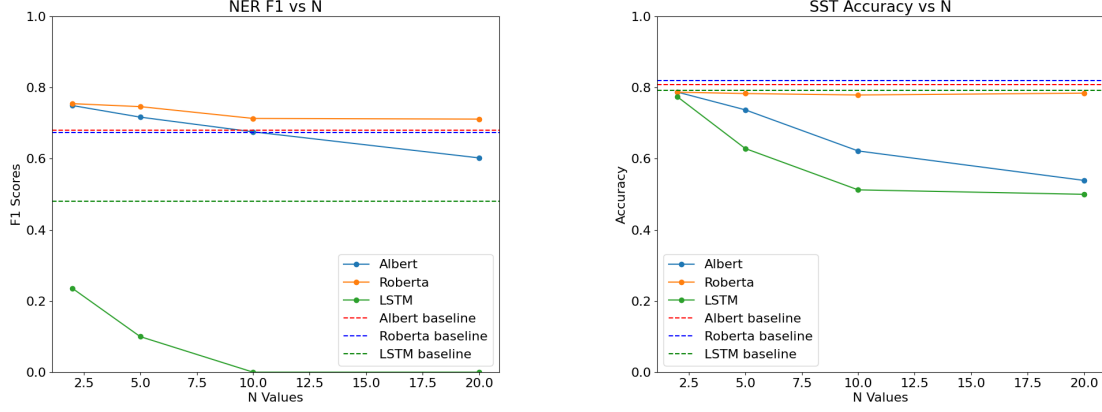 NER F1 vs N
1.0
0.8
0.6
0.4
0.2
0.0
F1 Scores
Albert
Roberta
LSTM
Albert baseline
Roberta baseline
LSTM baseline
2.5 5.0 7.5 10.0 12.5 15.0 17.5 20.0
N Values
SST Accuracy vs N
1.0
0.8
0.6
0.4
0.2
0.0
Accuracy
Albert
Roberta
LSTM
Albert baseline
Roberta baseline
LSTM baseline
2.5 5.0 7.5 10.0 12.5 15.0 17.5 20.0
N Values